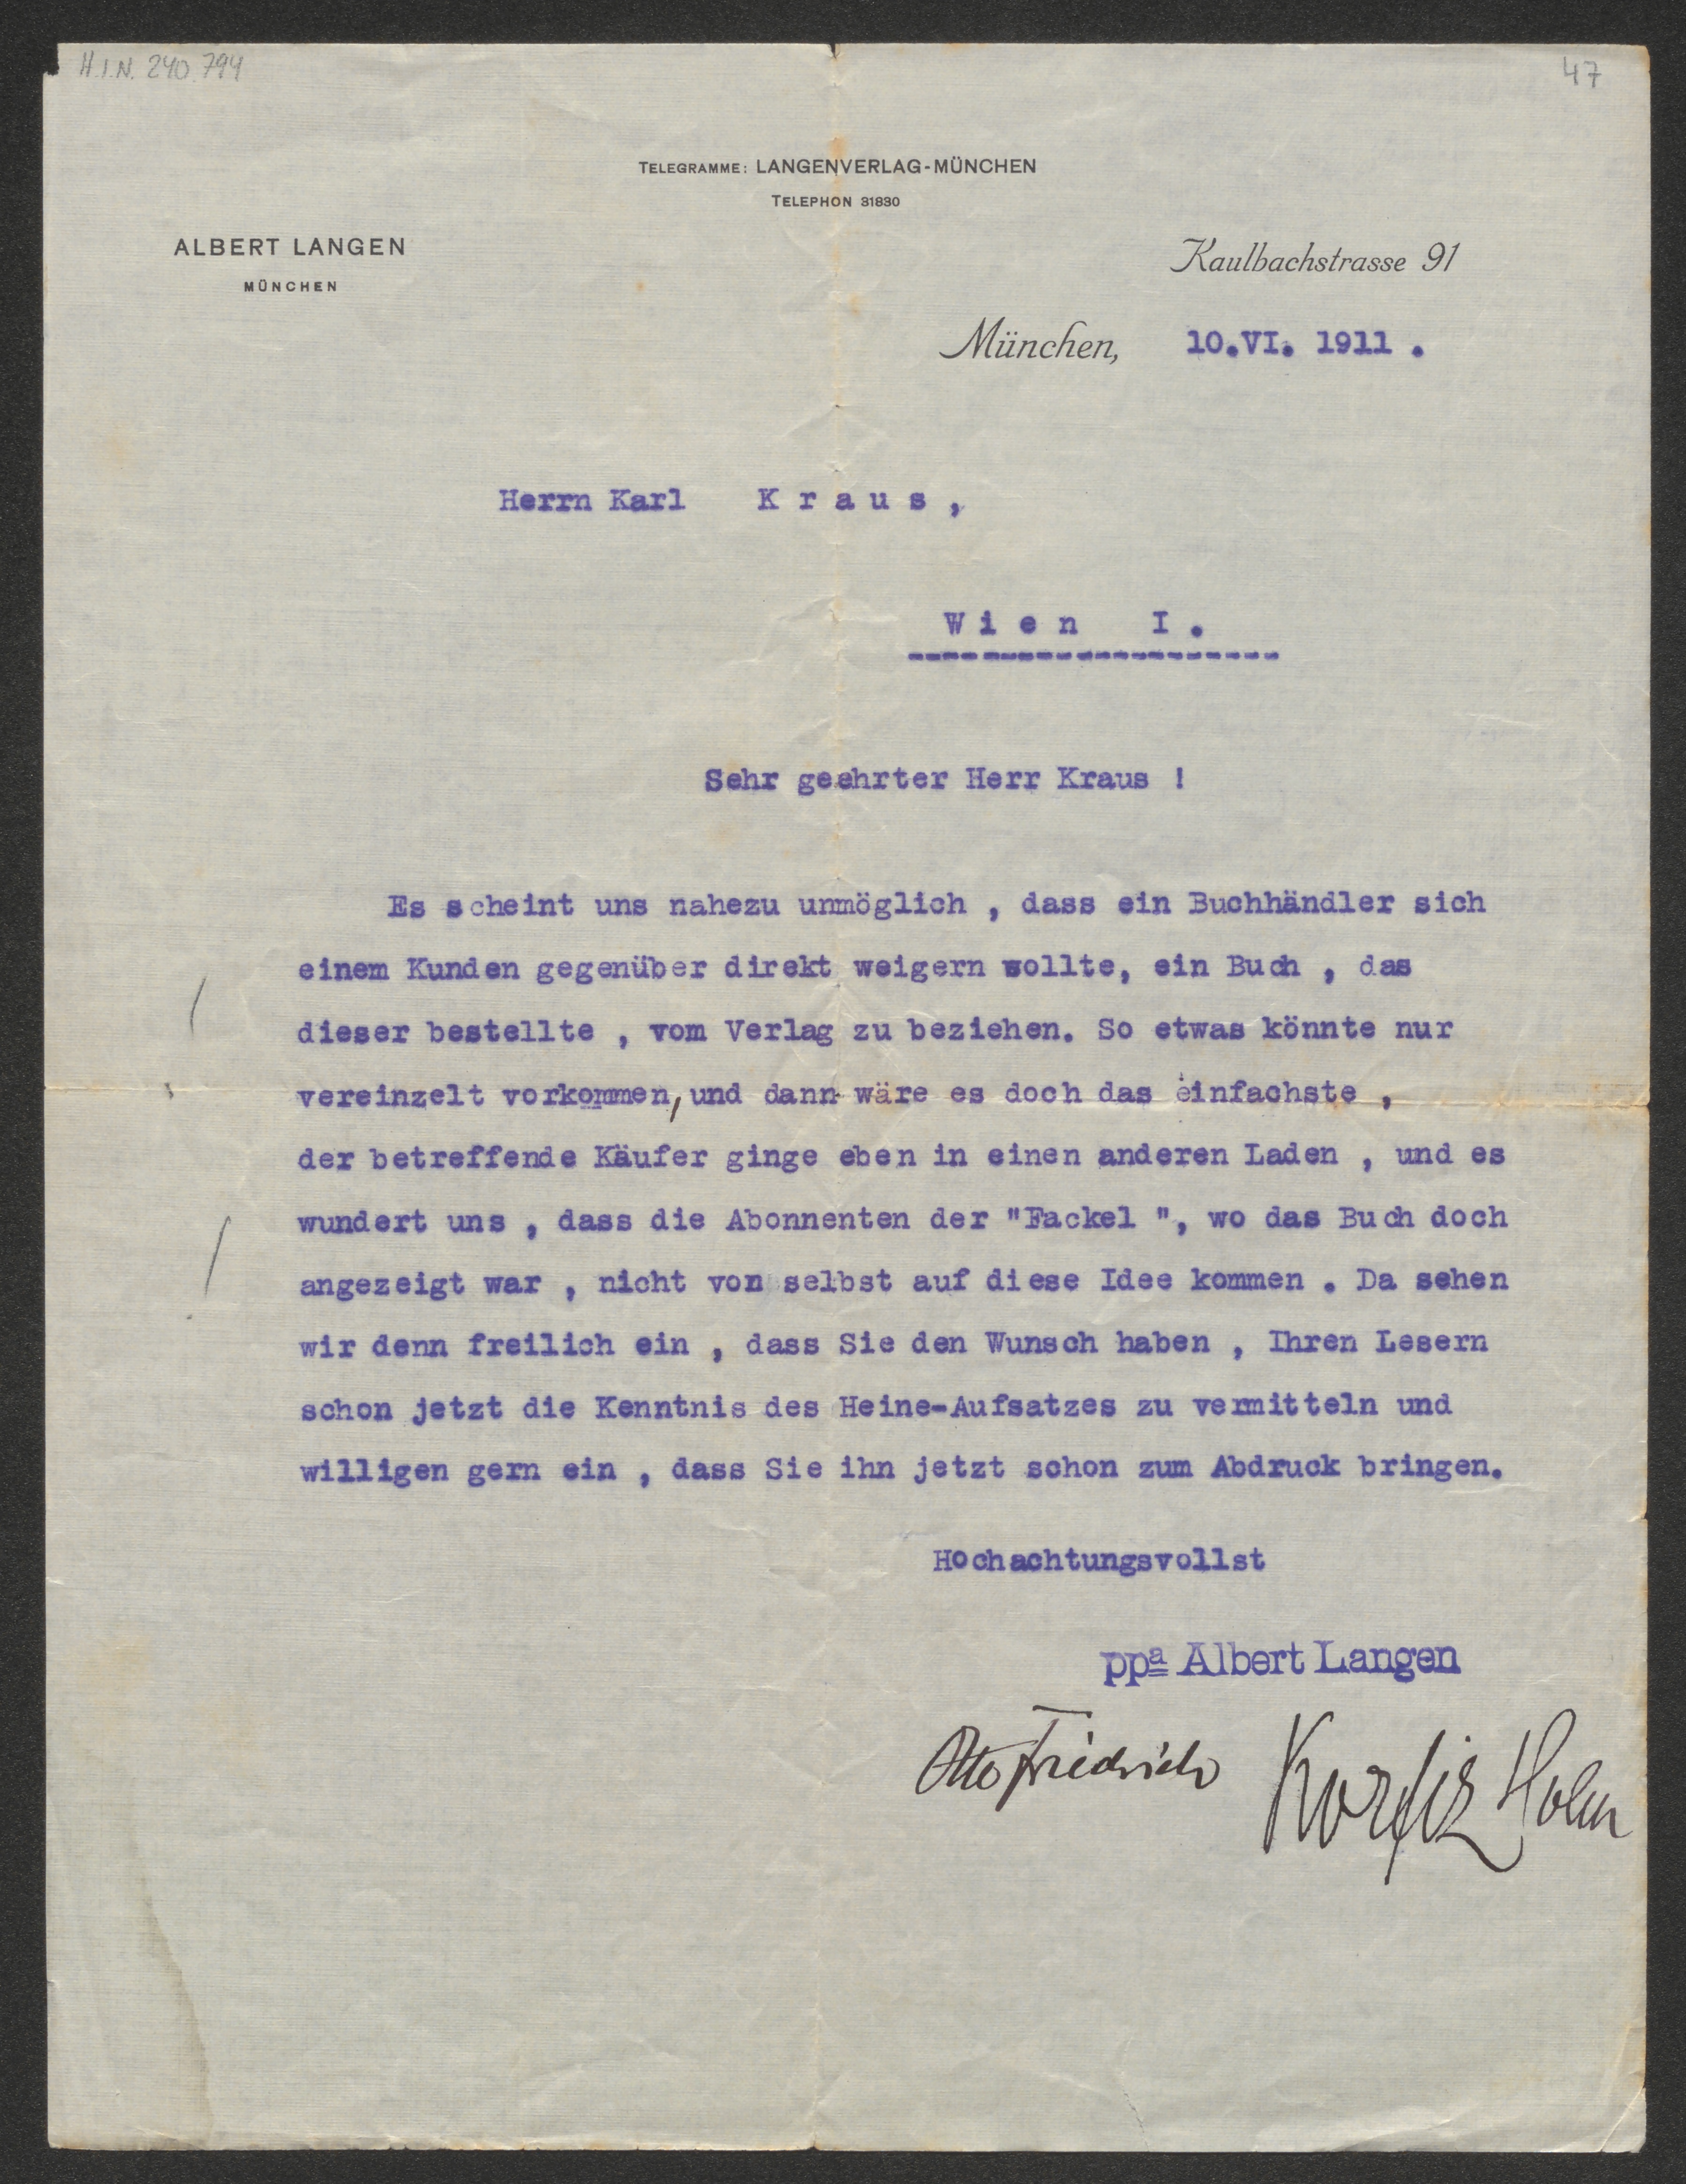 H.I.N. 240.794
47
TELEGRAMME: LANGENVERLAG-MÜNCHEN
TELEPHON 31830
ALBERT LANGEN
MÜNCHEN
Kaulbachstrasse 91
München, 10.VI. 1911 .
Herrn Karl K r a u s ,
W i e n I.
--------------------
Sehr geehrter Herr Kraus !
Es scheint uns nahezu unmöglich , dass ein Buchhändler sich
einem Kunden gegenüber direkt weigern sollte, ein Buch , das
dieser bestellte , vom Verlag zu beziehen. So etwas könnte nur
vereinzelt vorkommen, und dann wäre es doch das einfachste ,
der betreffende Käufer ginge eben in einen anderen Laden , und es
wundert uns , dass die Abonnenten der "Fackel ", wo das Buch doch
angezeigt war , nicht von selbst auf diese Idee kommen . Da sehen
wir denn freilich ein , dass Sie den Wunsch haben , Ihren Lesern
schon jetzt die Kenntnis des Heine-Aufsatzes zu vermitteln und
willigen gern ein , dass Sie ihn jetzt schon zum Abdruck bringen.
Hochachtungsvollst
ppa Albert Langen
Otto Friedrich Korfiz Holm